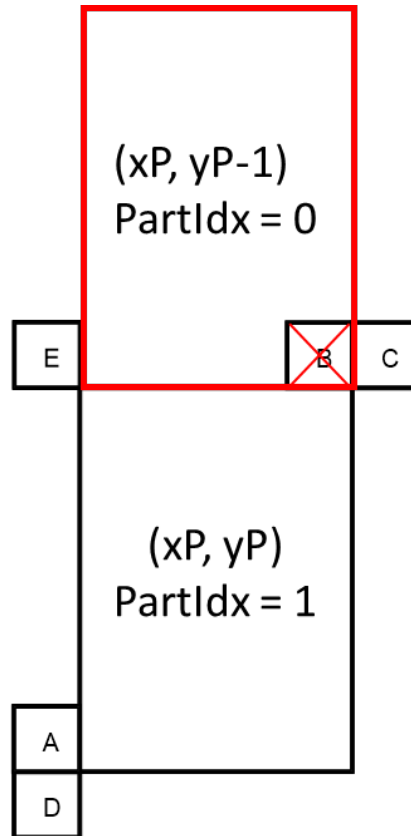 (xP, yP-1)
PartIdx = 0
E
B
C
(xP, yP)
PartIdx = 1
A
D